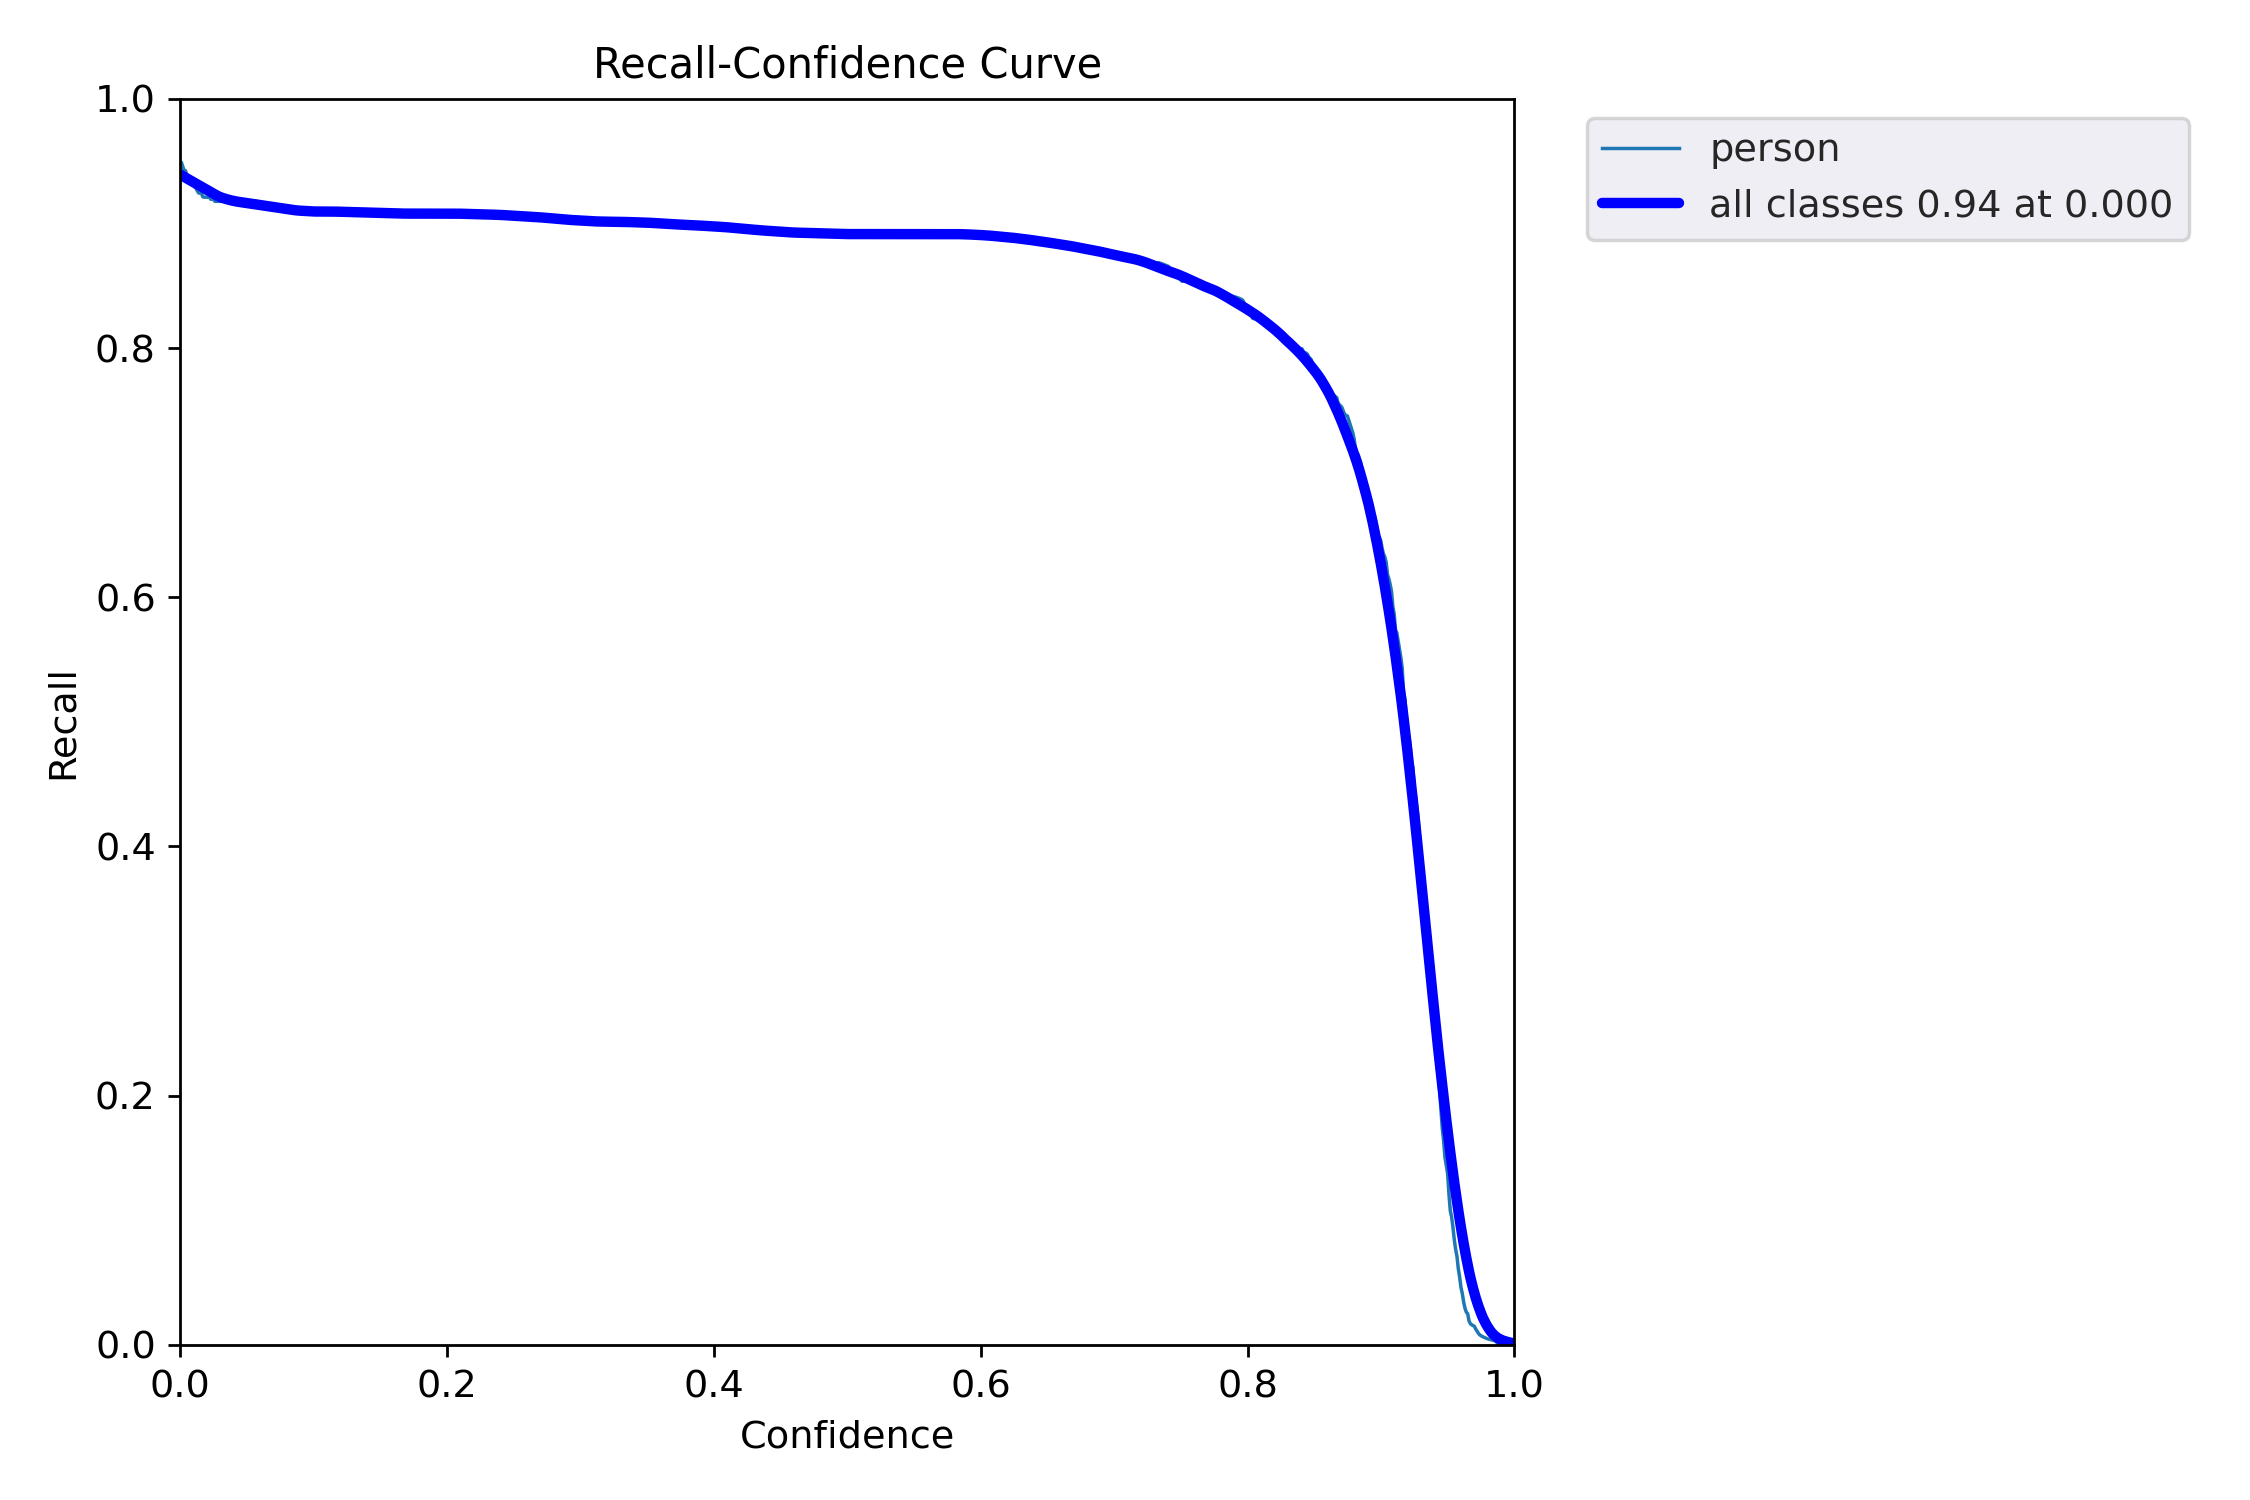 Recall-Confidence Curve
1.0
0.8
0.6
0.4
0.2
0.0
Recall
0.0 0.2 0.4 0.6 0.8 1.0
Confidence
person
all classes 0.94 at 0.000